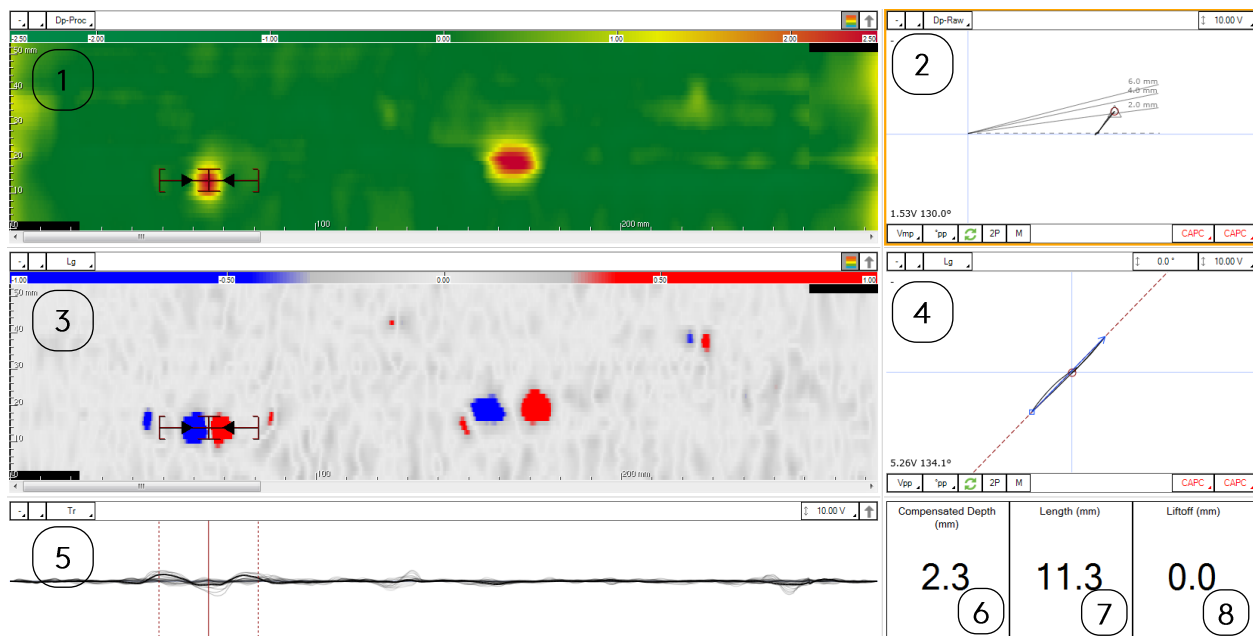 - Dp-Proc
-2.50 -2.00 -1.00 0.00 1.00 2.00 2.50
50 mm
40
30
20
10
0
100
200 mm
1
- Dp-Raw 10.00 V
-
2
6.0 mm
4.0 mm
2.0 mm
1.53V 130.0°
Vmp °pp 2P M CAPC CAPC
- Lg
-1.00 -0.50 0.00 0.50 1.00
50 mm
40
30
20
10
0
100
200 mm
3
- Lg 0.0 ° 10.00 V
-
4
5.26V 134.1°
Vpp °pp 2P M CAPC CAPC
- Tr 10.00 V
5
Compensated Depth
(mm)
2.3
6
Length (mm)
11.3
7
Liftoff (mm)
0.0
8